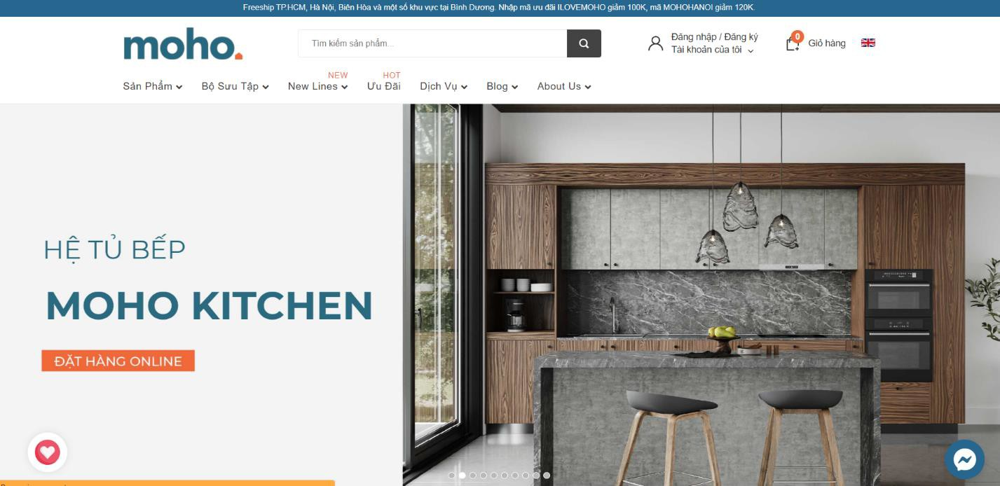 Freeship TP.HCM, Hà Nội, Biên Hòa và một số khu vực tại Bình Dương. Nhập mã ưu đãi ILOVEMOHO giảm 100K, mã MOHOHANOI giảm 120K.
moho.
Tìm kiếm sản phẩm...
Đăng nhập / Đăng ký
Tài khoản của tôi
0
Giỏ hàng
NEW
HOT
Sản Phẩm
Bộ Sưu Tập
New Lines
Ưu Đãi
Dịch Vụ
Blog
About Us
HỆ TỦ BẾP
MOHO KITCHEN
ĐẶT HÀNG ONLINE